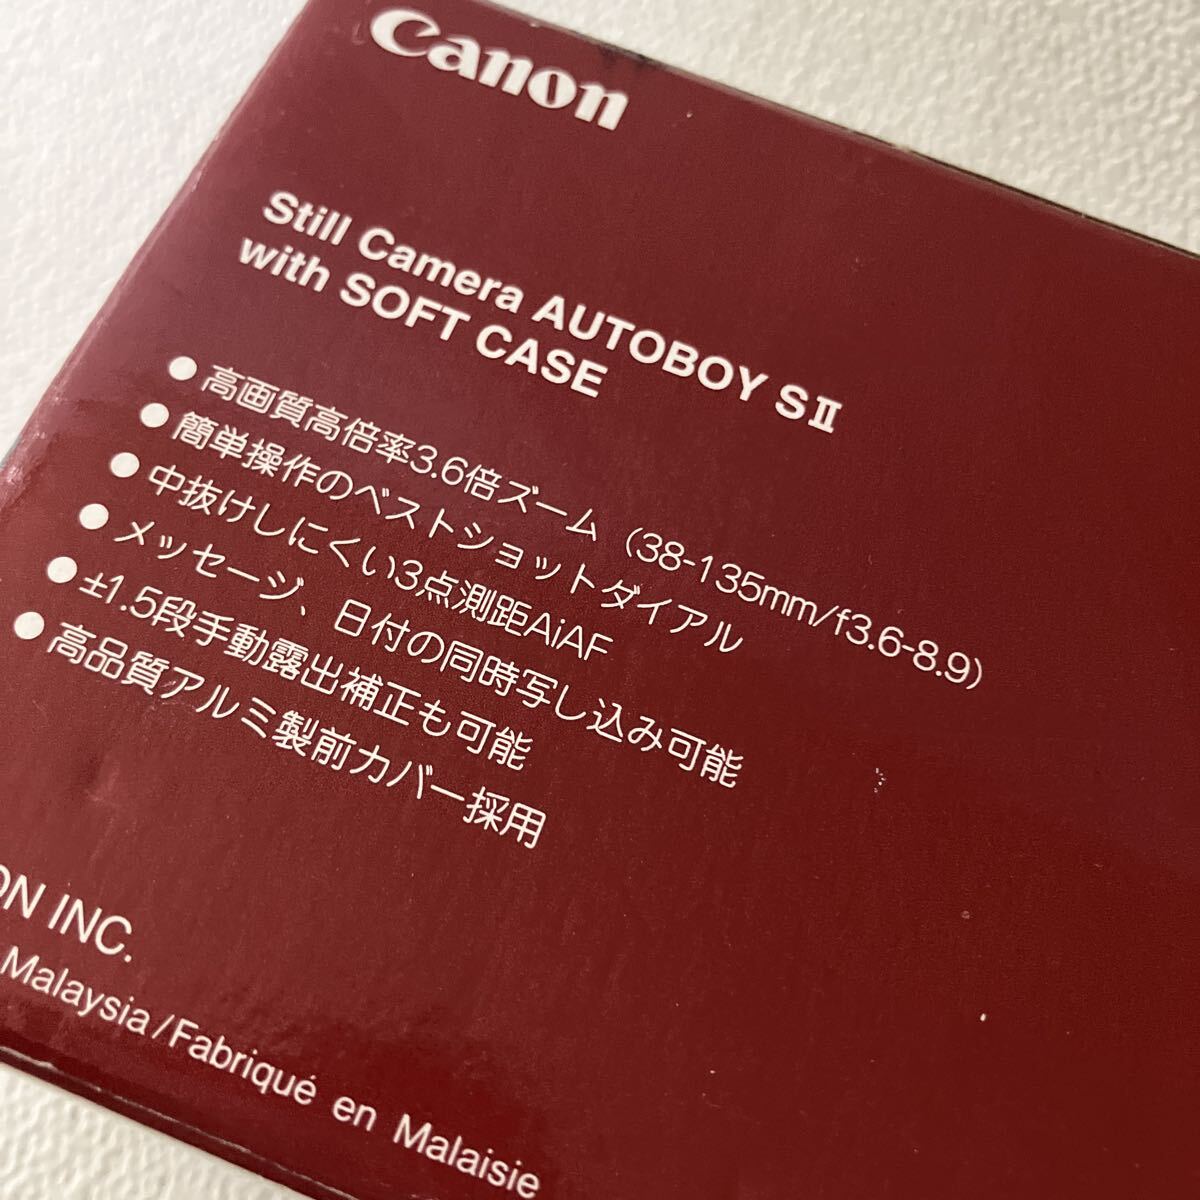 Canon
Still Camera AUTOBOY SⅡ
with SOFT CASE
● 高画質高倍率3.6倍ズーム（38-135mm/f3.6-8.9）
● 簡単操作のベストショットダイアル
● 中抜けしにくい3点測距AiAF
● メッセージ、日付の同時写し込み可能
● ±1.5段手動露出補正も可能
● 高品質アルミ製前カバー採用
ON INC.
Malaysia/Fabriqué en Malaisie